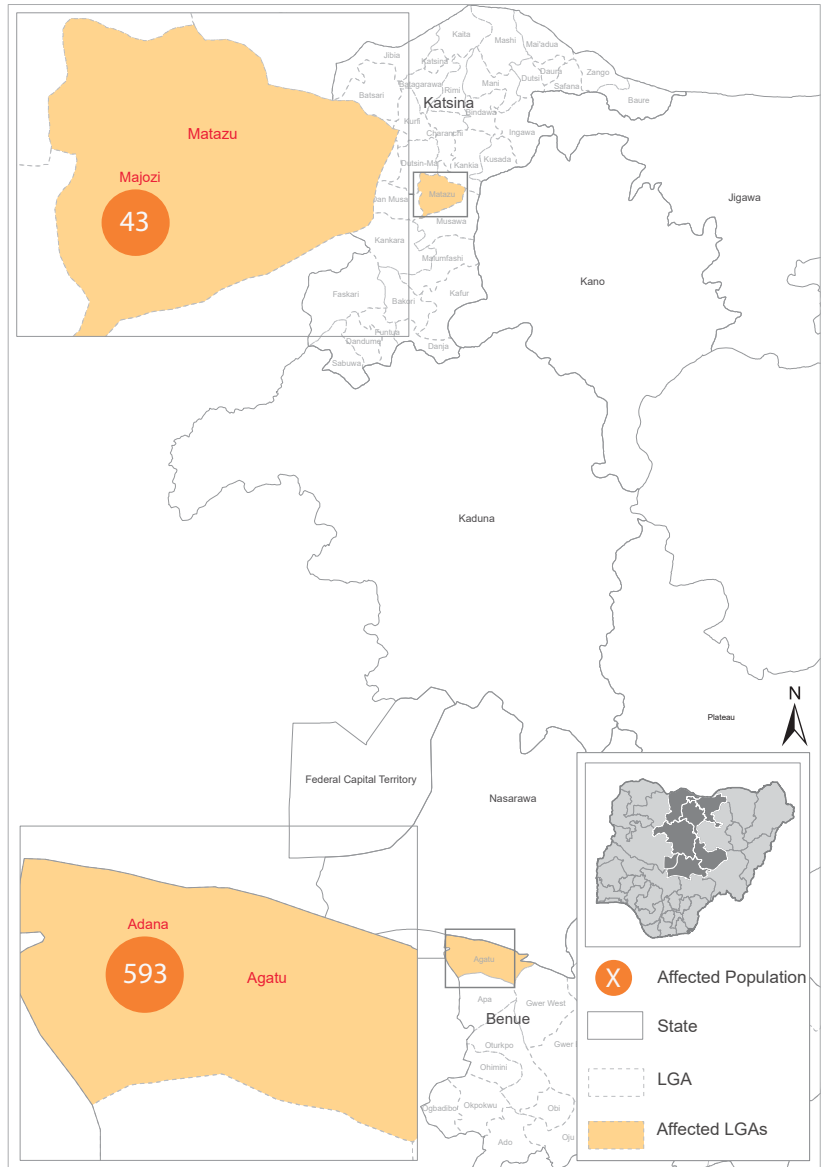 Kaita
Mashi
Mai'adua
Jibia
Katsina
Daura
Zango
Batsari
Batagarawa
Rimi
Mani
Dutsi
Safana
Baure
Katsina
Bindawa
Kurfi
Charanchi
Ingawa
Matazu
Dutsin-Ma
Kankia
Kusada
Majozi
43
Matazu
Jigawa
Dan Musa
Musawa
Kankara
Malumfashi
Kano
Faskari
Bakori
Kafur
Funtua
Dandume
Danja
Sabuwa
Kaduna
N
Plateau
Federal Capital Territory
Nasarawa
Adana
593
Agatu
Agatu
Apa
Gwer West
Benue
Oturkpo
Gwer
Ohimini
Ogbadibo
Okpokwu
Obi
Ado
Oju
X
Affected Population
State
LGA
Affected LGAs